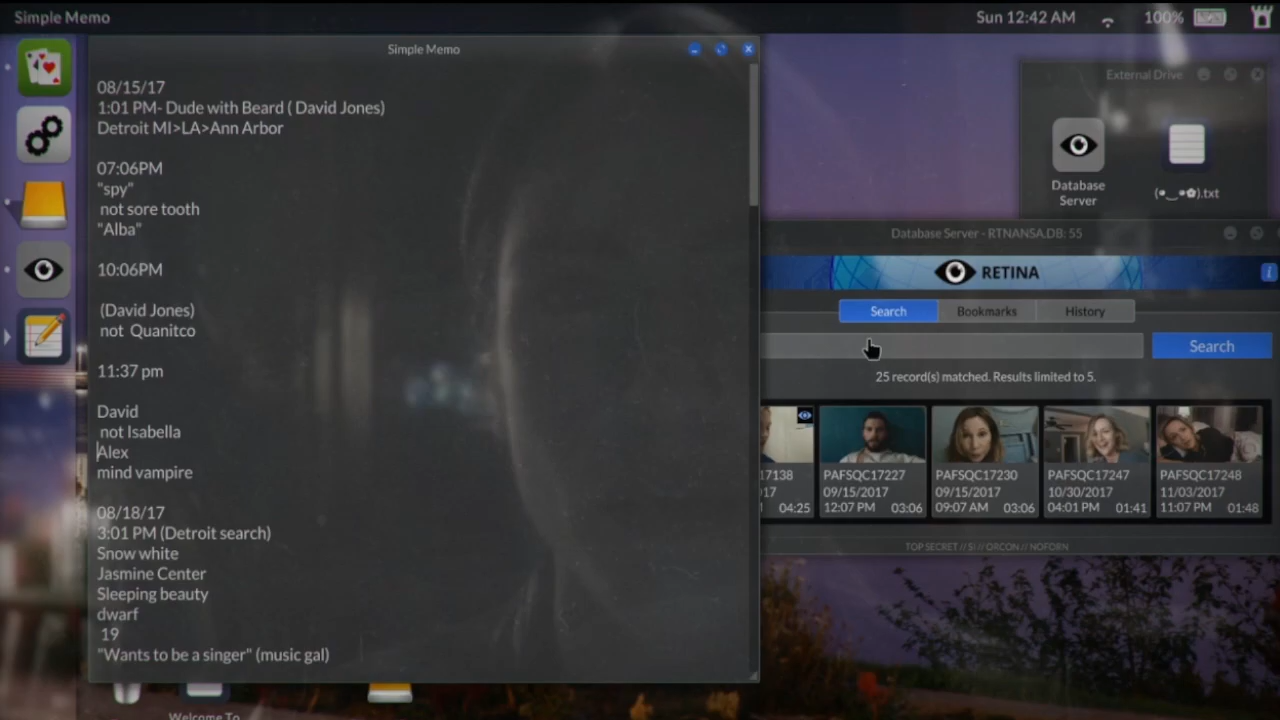 Simple Memo
Sun 12:42 AM
100%
Simple Memo
08/15/17
1:01 PM- Dude with Beard ( David Jones)
Detroit MI>LA>Ann Arbor
07:06PM
"spy"
not sore tooth
"Alba"
10:06PM
(David Jones)
not Quanitco
11:37 pm
David
not Isabella
Alex
mind vampire
08/18/17
3:01 PM (Detroit search)
Snow white
Jasmine Center
Sleeping beauty
dwarf
19
"Wants to be a singer" (music gal)
External Drive
Database
Server
(•‿•✿).txt
Database Server - RTNANSA.DB: 55
RETINA
i
Search
Bookmarks
History
Search
25 record(s) matched. Results limited to 5.
17138
17
04:25
PAFSQC17227
09/15/2017
12:07 PM 03:06
PAFSQC17230
09/15/2017
09:07 AM 03:06
PAFSQC17247
10/30/2017
04:01 PM 01:41
PAFSQC17248
11/03/2017
11:07 PM 01:48
TOP SECRET // SI // ORCON // NOFORN
Welcome To